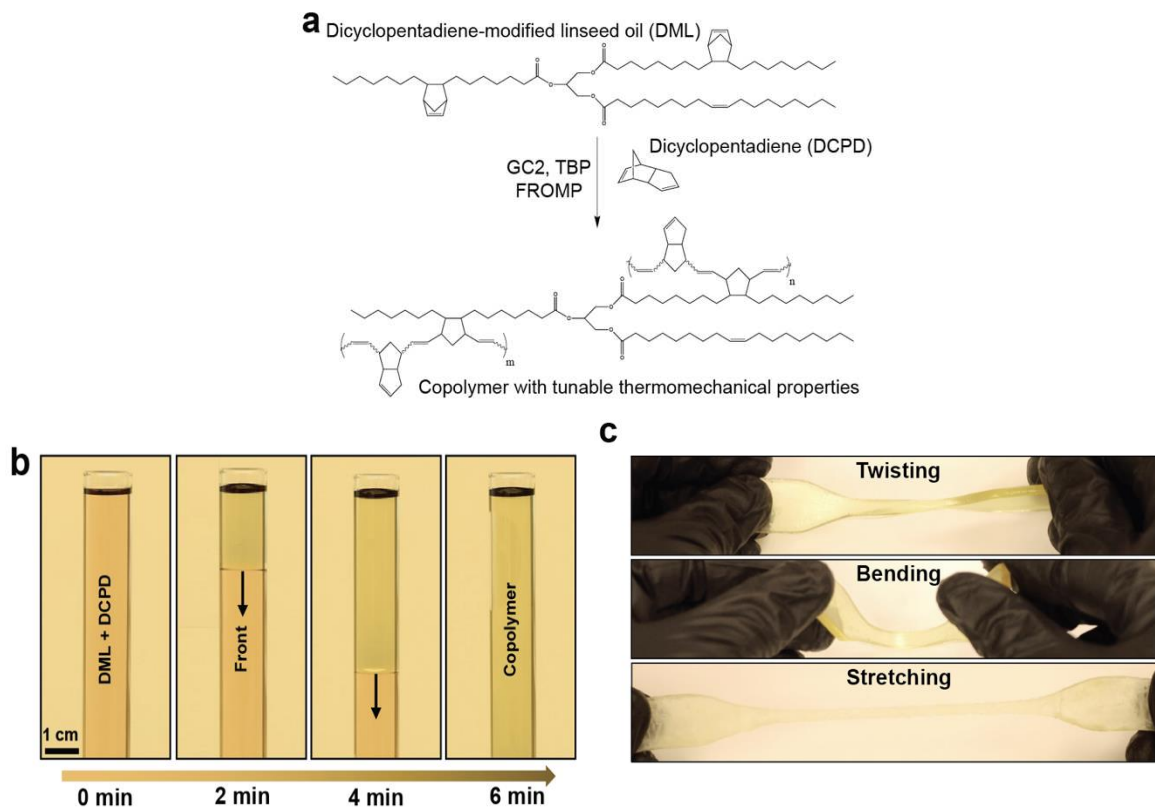 a
Dicyclopentadiene-modified linseed oil (DML)
O
O
O
O
O
O
GC2, TBP
FROMP
Dicyclopentadiene (DCPD)
n
O
O
O
O
O
O
m
Copolymer with tunable thermomechanical properties
b
DML + DCPD
Front
Copolymer
1 cm
0 min
2 min
4 min
6 min
c
Twisting
Bending
Stretching